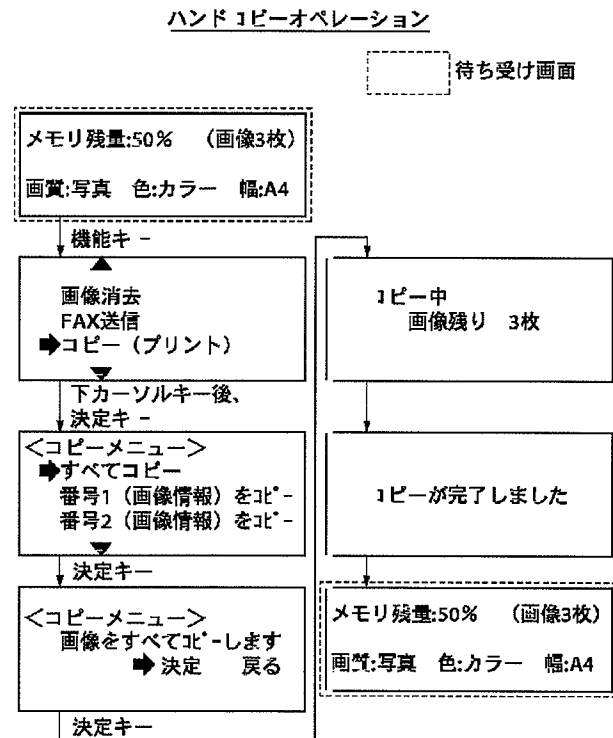 ハンドコピーオペレーション
待ち受け画面
メモリ残量:50% (画像3枚)
画質:写真 色:カラー 幅:A4
機能キー
画像消去
FAX送信
コピー(プリント)
下カーソルキー後、
決定キー
<コピーメニュー>
すべてコピー
番号1(画像情報)をコピー
番号2(画像情報)をコピー
決定キー
<コピーメニュー>
画像をすべてコピーします
決定 戻る
決定キー
コピー中
画像残り 3枚
コピーが完了しました
メモリ残量:50% (画像3枚)
画質:写真 色:カラー 幅:A4